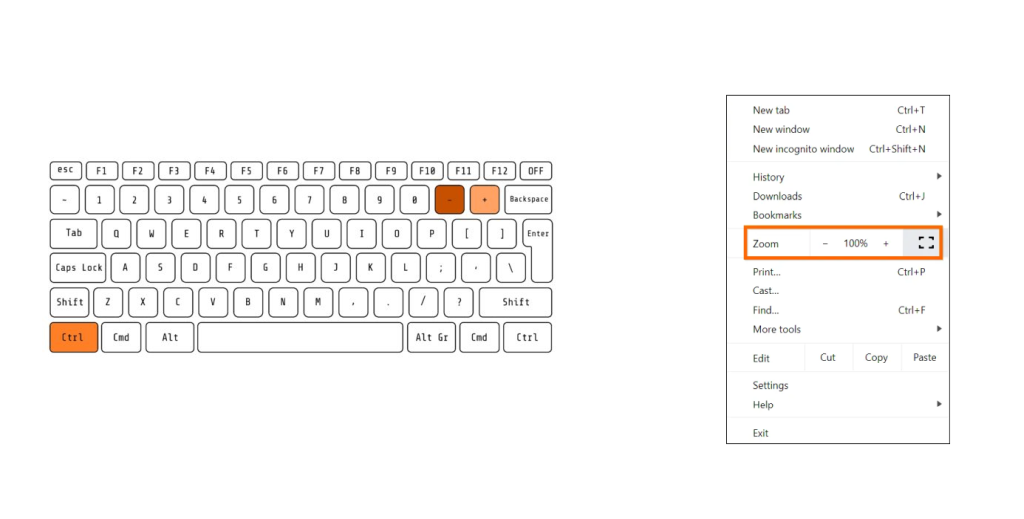 esc F1 F2 F3 F4 F5 F6 F7 F8 F9 F10 F11 F12 OFF
~ 1 2 3 4 5 6 7 8 9 0 - + Backspace
Tab Q W E R T Y U I O P [ ] Enter
Caps Lock A S D F G H J K L ; ' \
Shift Z X C V B N M , . / ? Shift
Ctrl Cmd Alt Alt Gr Cmd Ctrl
New tab Ctrl+T
New window Ctrl+N
New incognito window Ctrl+Shift+N
History
Downloads Ctrl+J
Bookmarks
Zoom − 100% +
Print... Ctrl+P
Cast...
Find... Ctrl+F
More tools
Edit Cut Copy Paste
Settings
Help
Exit